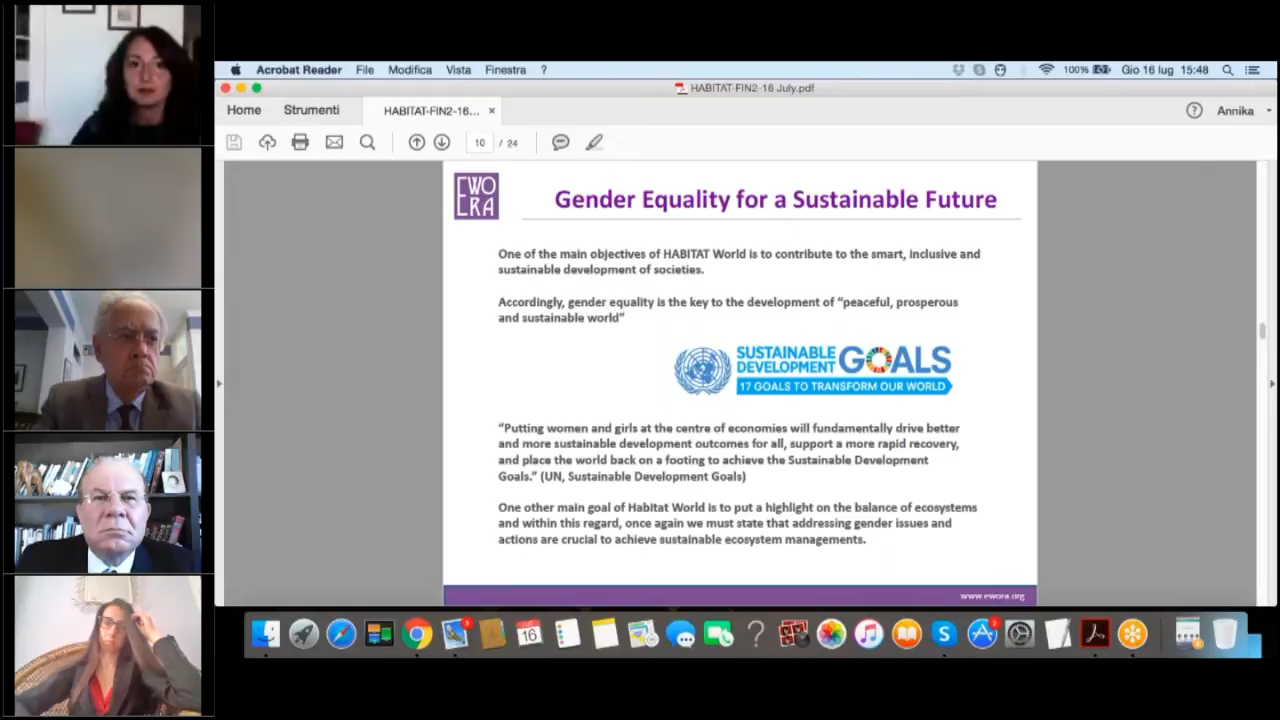 Acrobat Reader File Modifica Vista Finestra ? 100% Gio 16 lug 15:48
HABITAT-FIN2-16 July.pdf
Home Strumenti HABITAT-FIN2-16... × ? Annika
10 / 24
EWO
ERA
Gender Equality for a Sustainable Future
One of the main objectives of HABITAT World is to contribute to the smart, inclusive and
sustainable development of societies.
Accordingly, gender equality is the key to the development of “peaceful, prosperous
and sustainable world”
SUSTAINABLE
DEVELOPMENT GOALS
17 GOALS TO TRANSFORM OUR WORLD
“Putting women and girls at the centre of economies will fundamentally drive better
and more sustainable development outcomes for all, support a more rapid recovery,
and place the world back on a footing to achieve the Sustainable Development
Goals.” (UN, Sustainable Development Goals)
One other main goal of Habitat World is to put a highlight on the balance of ecosystems
and within this regard, once again we must state that addressing gender issues and
actions are crucial to achieve sustainable ecosystem managements.
www.ewora.org
16